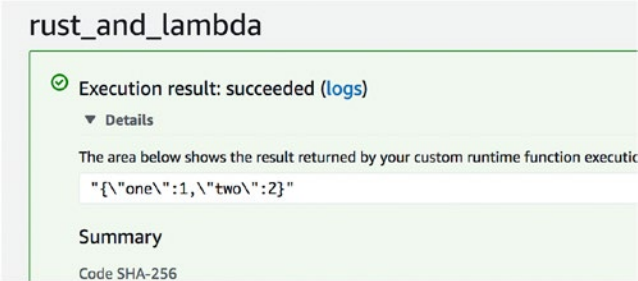 rust_and_lambda
Execution result: succeeded (logs)
Details
The area below shows the result returned by your custom runtime function
"{\"one\":1,\"two\":2}"
Summary
Code SHA-256